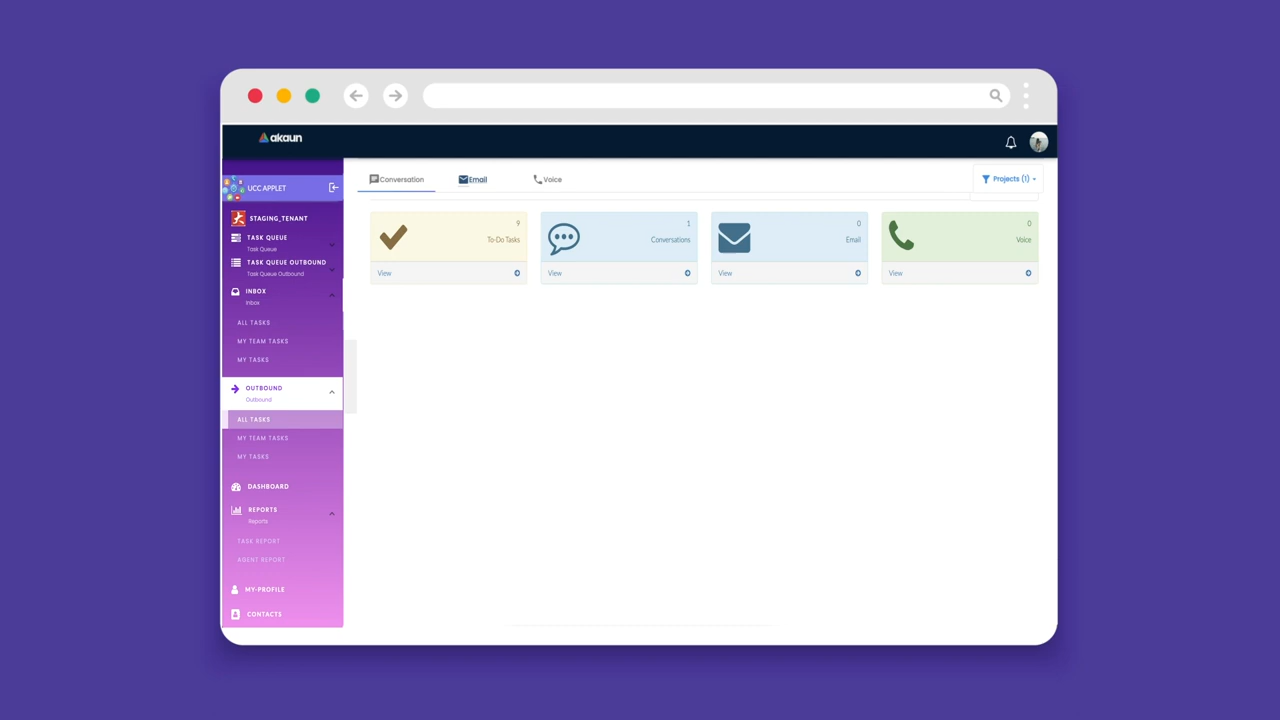 akaun
UCC APPLET
STAGING_TENANT
TASK QUEUE
Task Queue
TASK QUEUE OUTBOUND
Task Queue Outbound
INBOX
Inbox
ALL TASKS
MY TEAM TASKS
MY TASKS
OUTBOUND
Outbound
ALL TASKS
MY TEAM TASKS
MY TASKS
DASHBOARD
REPORTS
Reports
TASK REPORT
AGENT REPORT
MY-PROFILE
CONTACTS
Conversation
Email
Voice
Projects (1)
9
To-Do Tasks
View
1
Conversations
View
0
Email
View
0
Voice
View